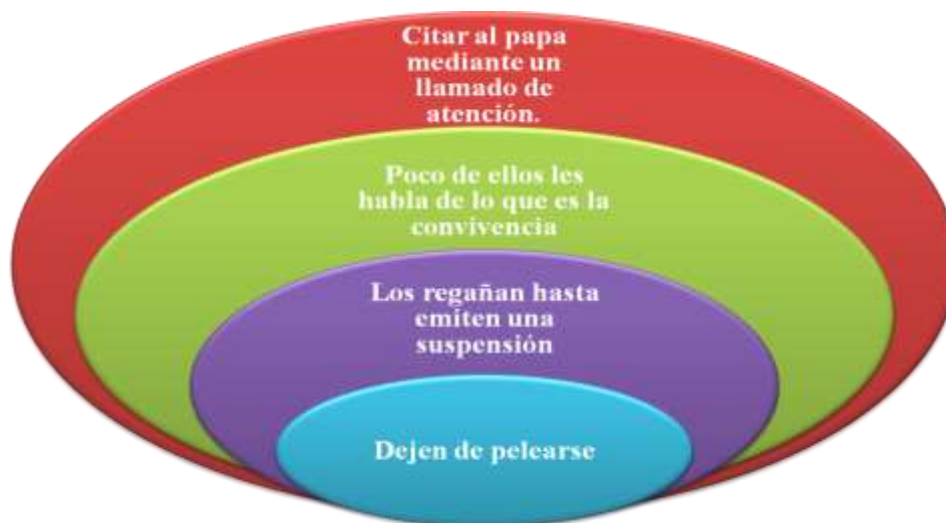 Citar al papa
mediante un
llamado de
atención.
Poco de ellos les
habla de lo que es la
convivencia
Los regañan hasta
emiten una
suspensión
Dejen de pelearse